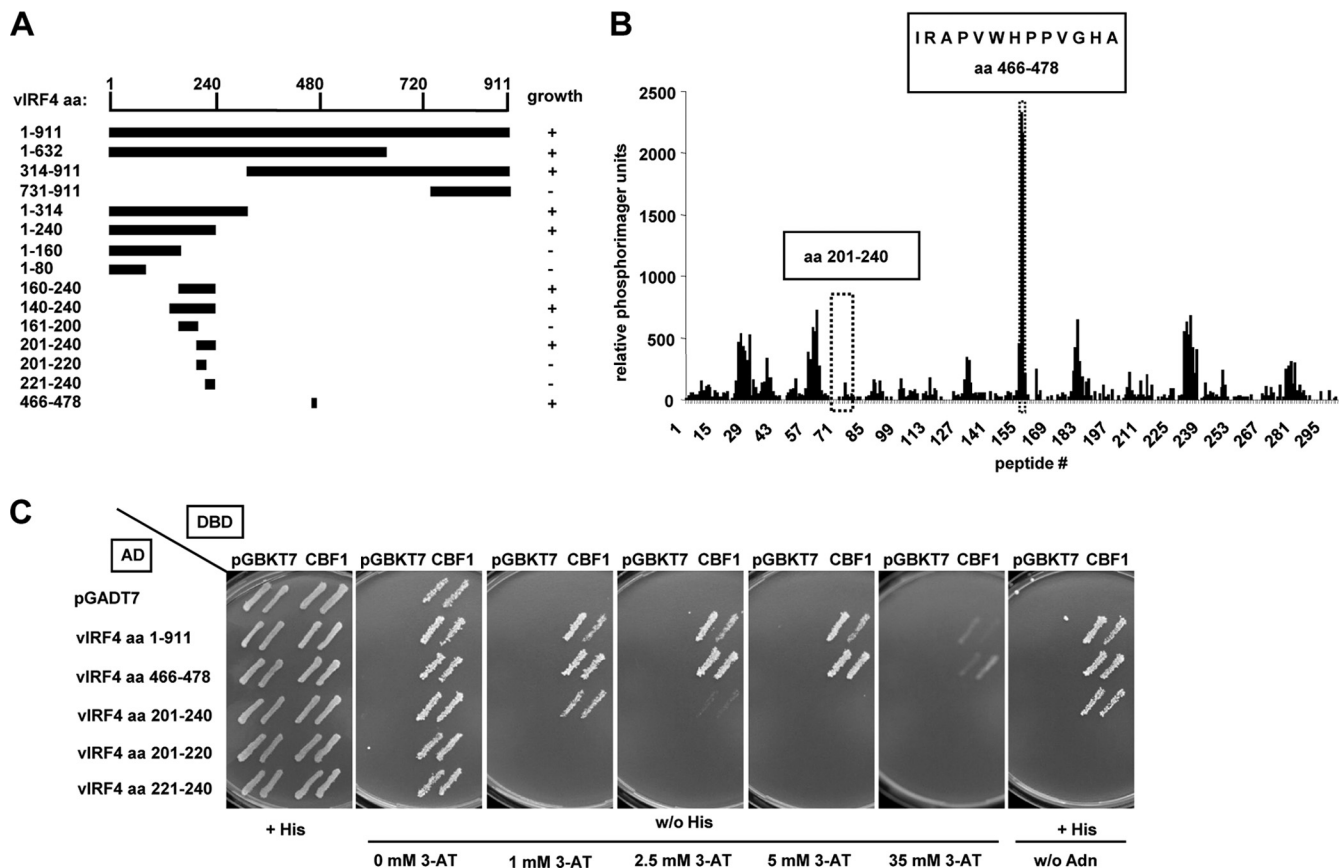 A
1 240 480 720 911
vIRF4 aa: growth
1-911 +
1-632 +
314-911 +
731-911 -
1-314 +
1-240 +
1-160 -
1-80 -
160-240 +
140-240 +
161-200 -
201-240 +
201-220 -
221-240 -
466-478 +
B
IRAPVWHPPVGHA
aa 466-478
aa 201-240
relative phosphorimager units
2500
2000
1500
1000
500
0
1 15 29 43 57 71 85 99 113 127 141 155 169 183 197 211 225 239 253 267 281 295
peptide #
C
DBD
AD
pGBKT7 CBF1 pGBKT7 CBF1 pGBKT7 CBF1 pGBKT7 CBF1 pGBKT7 CBF1 pGBKT7 CBF1 pGBKT7 CBF1
pGADT7
vIRF4 aa 1-911
vIRF4 aa 466-478
vIRF4 aa 201-240
vIRF4 aa 201-220
vIRF4 aa 221-240
+ His w/o His + His
0 mM 3-AT 1 mM 3-AT 2.5 mM 3-AT 5 mM 3-AT 35 mM 3-AT w/o Adn